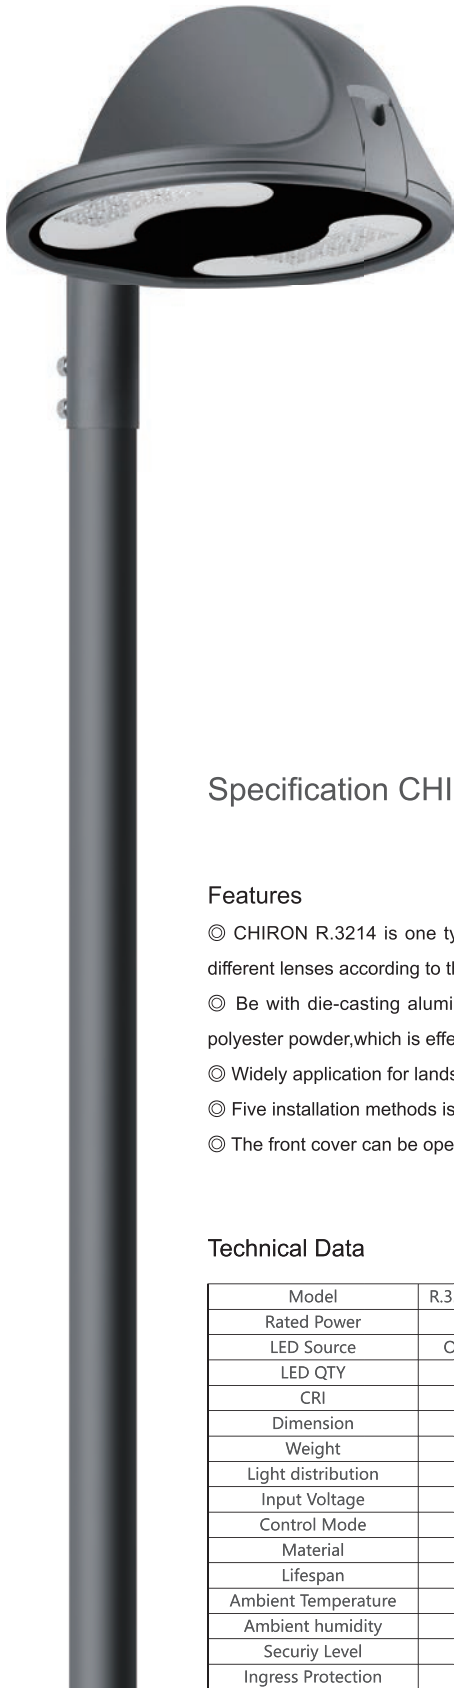 Specification CHI
Features
◎ CHIRON R.3214 is one ty
different lenses according to th
◎ Be with die-casting alumi
polyester powder,which is effe
◎ Widely application for lands
◎ Five installation methods is
◎ The front cover can be ope
Technical Data
Model R.3
Rated Power
LED Source O
LED QTY
CRI
Dimension
Weight
Light distribution
Input Voltage
Control Mode
Material
Lifespan
Ambient Temperature
Ambient humidity
Securiy Level
Ingress Protection